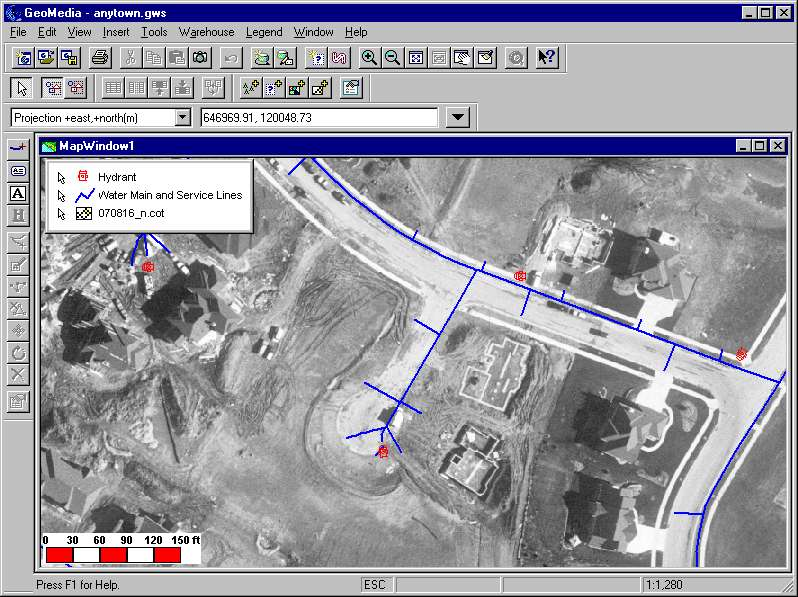 GeoMedia - anytown.gws
File Edit View Insert Tools Warehouse Legend Window Help
Projection +east,+north(m) 646969.91, 120048.73
MapWindow1
Hydrant
Water Main and Service Lines
070816_n.cot
A
H
0 30 60 90 120 150 ft
Press F1 for Help. ESC 1:1,280